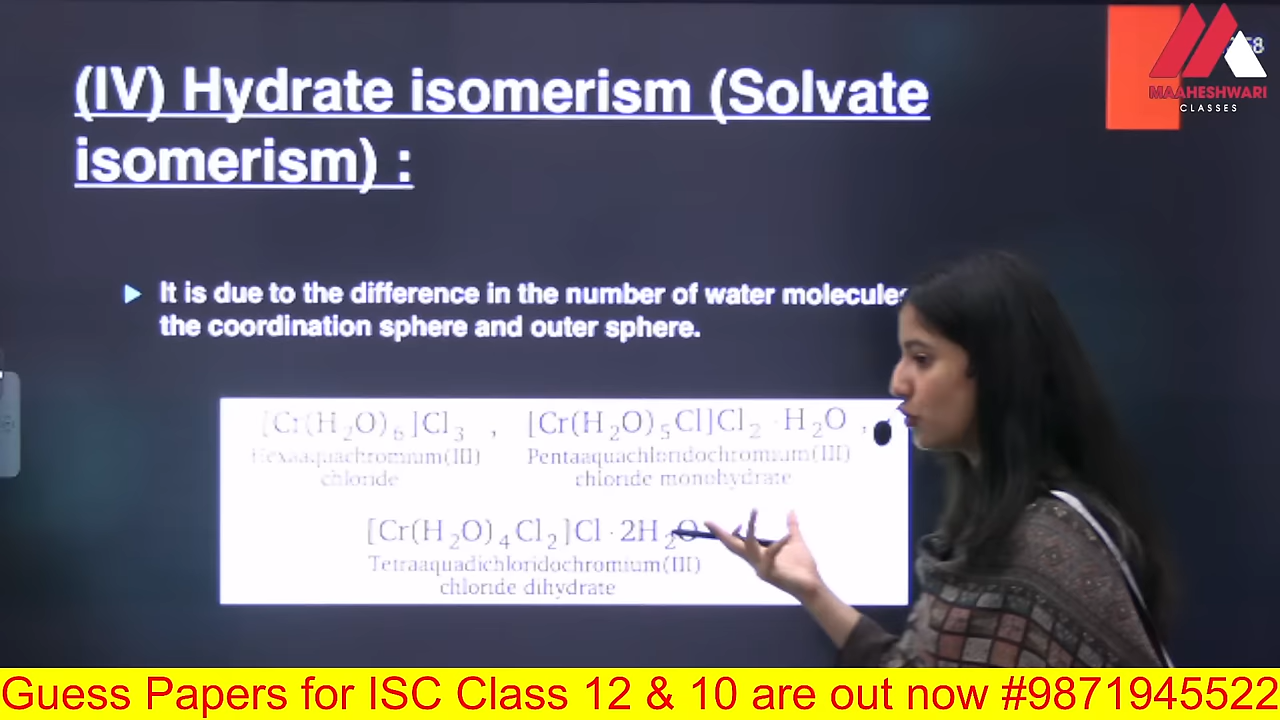 (IV) Hydrate isomerism (Solvate
isomerism) :
MAAHESHWARI
CLASSES
It is due to the difference in the number of water molecules
the coordination sphere and outer sphere.
[Cr(H₂O)₆]Cl₃ , [Cr(H₂O)₅Cl]Cl₂ · H₂O ,
Hexaaquachromium(III) Pentaaquachloridochromium(III)
chloride chloride monohydrate
[Cr(H₂O)₄Cl₂]Cl · 2H₂O
Tetraaquadichloridochromium(III)
chloride dihydrate
Guess Papers for ISC Class 12 & 10 are out now #9871945522